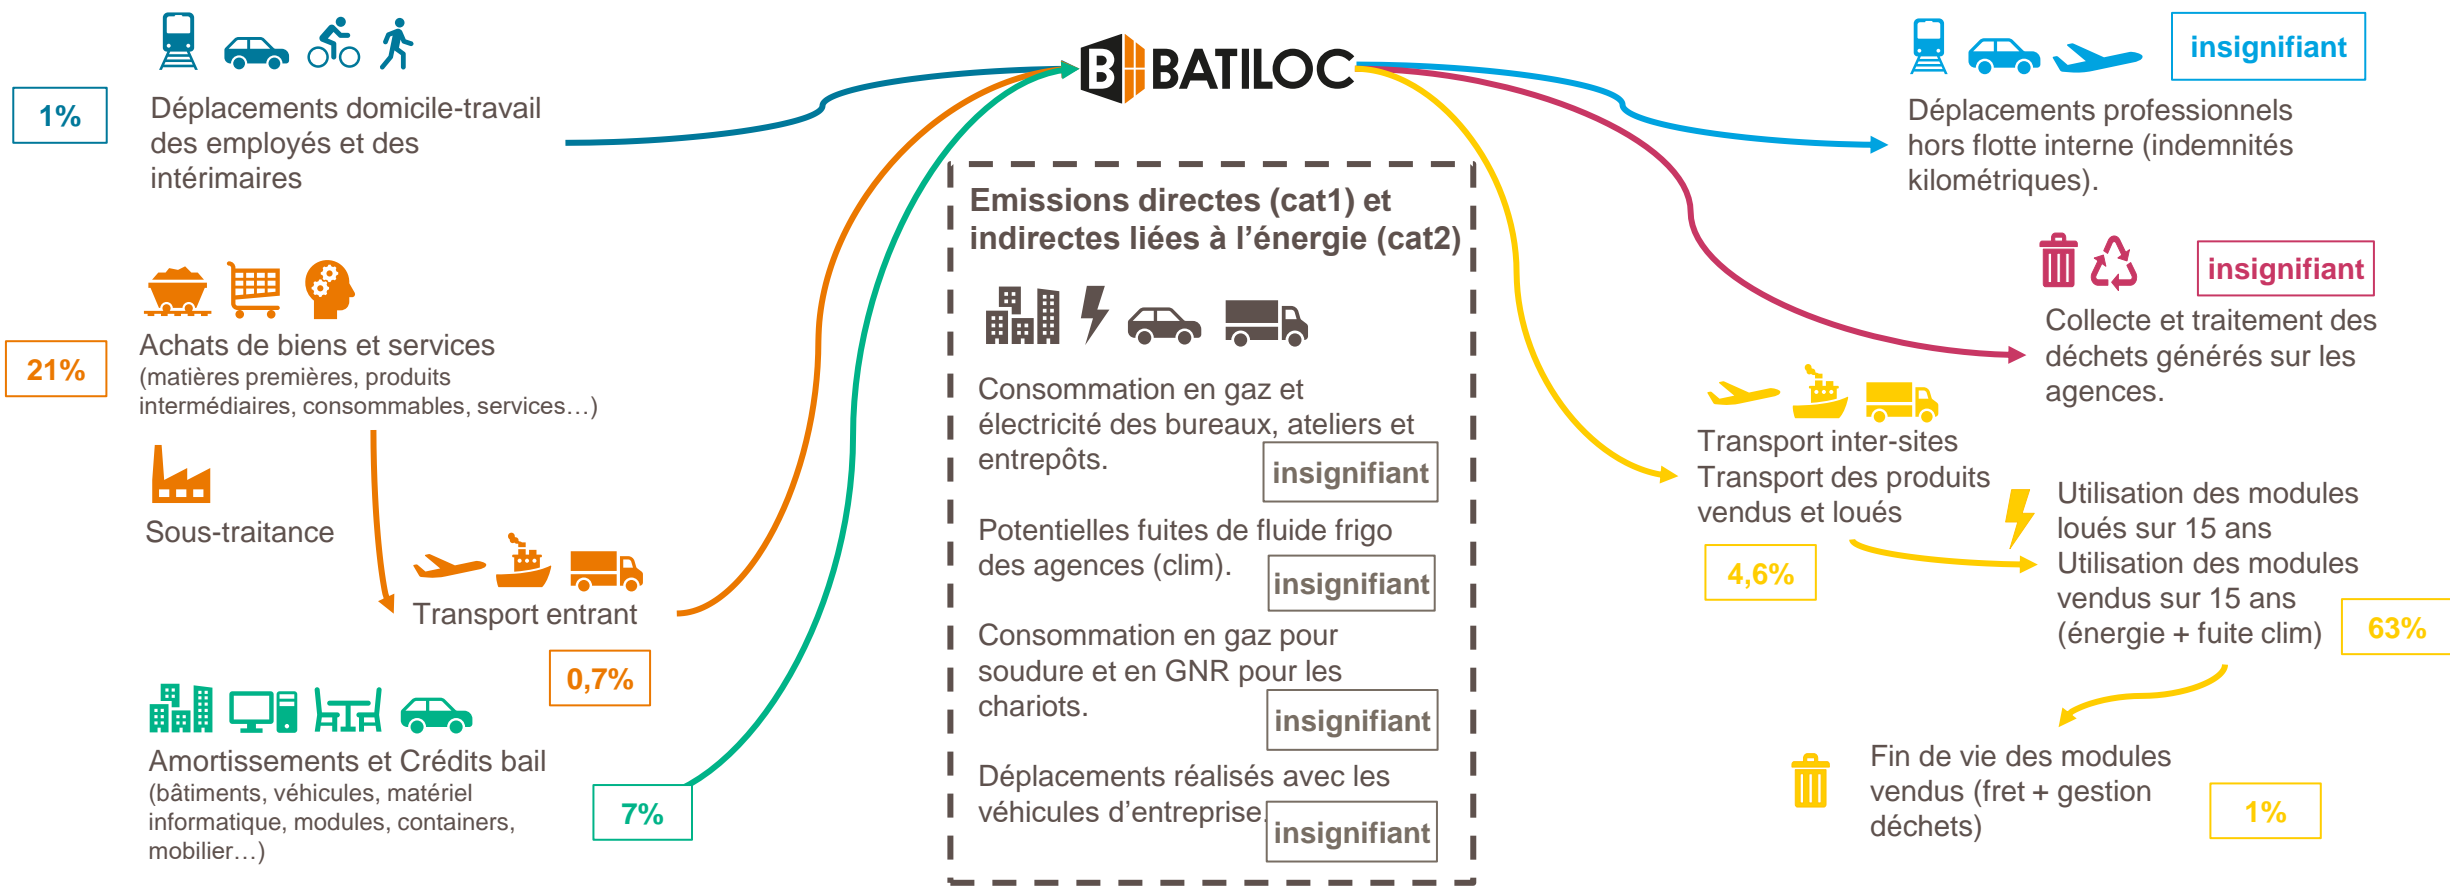 1%
Déplacements domicile-travail
des employés et des
intérimaires
21%
Achats de biens et services
(matières premières, produits
intermédiaires, consommables, services…)
Sous-traitance
Transport entrant
0,7%
Amortissements et Crédits bail
(bâtiments, véhicules, matériel
informatique, modules, containers,
mobilier…)
7%
B BATILOC
Emissions directes (cat1) et
indirectes liées à l’énergie (cat2)
Consommation en gaz et
électricité des bureaux, ateliers et
entrepôts.
insignifiant
Potentielles fuites de fluide frigo
des agences (clim).
insignifiant
Consommation en gaz pour
soudure et en GNR pour les
chariots.
insignifiant
Déplacements réalisés avec les
véhicules d’entreprise.
insignifiant
insignifiant
Déplacements professionnels
hors flotte interne (indemnités
kilométriques).
insignifiant
Collecte et traitement des
déchets générés sur les
agences.
Transport inter-sites
Transport des produits
vendus et loués
4,6%
Utilisation des modules
loués sur 15 ans
Utilisation des modules
vendus sur 15 ans
(énergie + fuite clim)
63%
Fin de vie des modules
vendus (fret + gestion
déchets)
1%